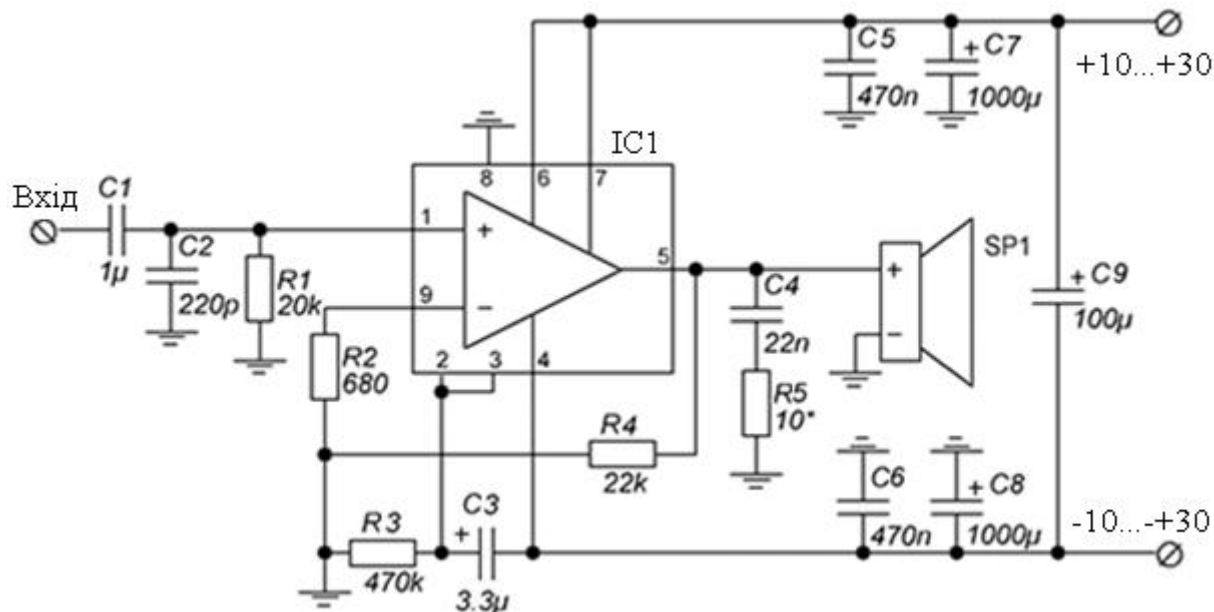 C5
470n
+ C7
1000µ
+10...+30
IC1
8
6
7
Вхід
C1
1µ
C2
220p
R1
20k
1
+
9
−
5
2
3
4
R2
680
C4
22n
R5
10*
+
−
SP1
+ C9
100µ
R4
22k
R3
470k
C3
+
3.3µ
C6
470n
+ C8
1000µ
-10...-+30